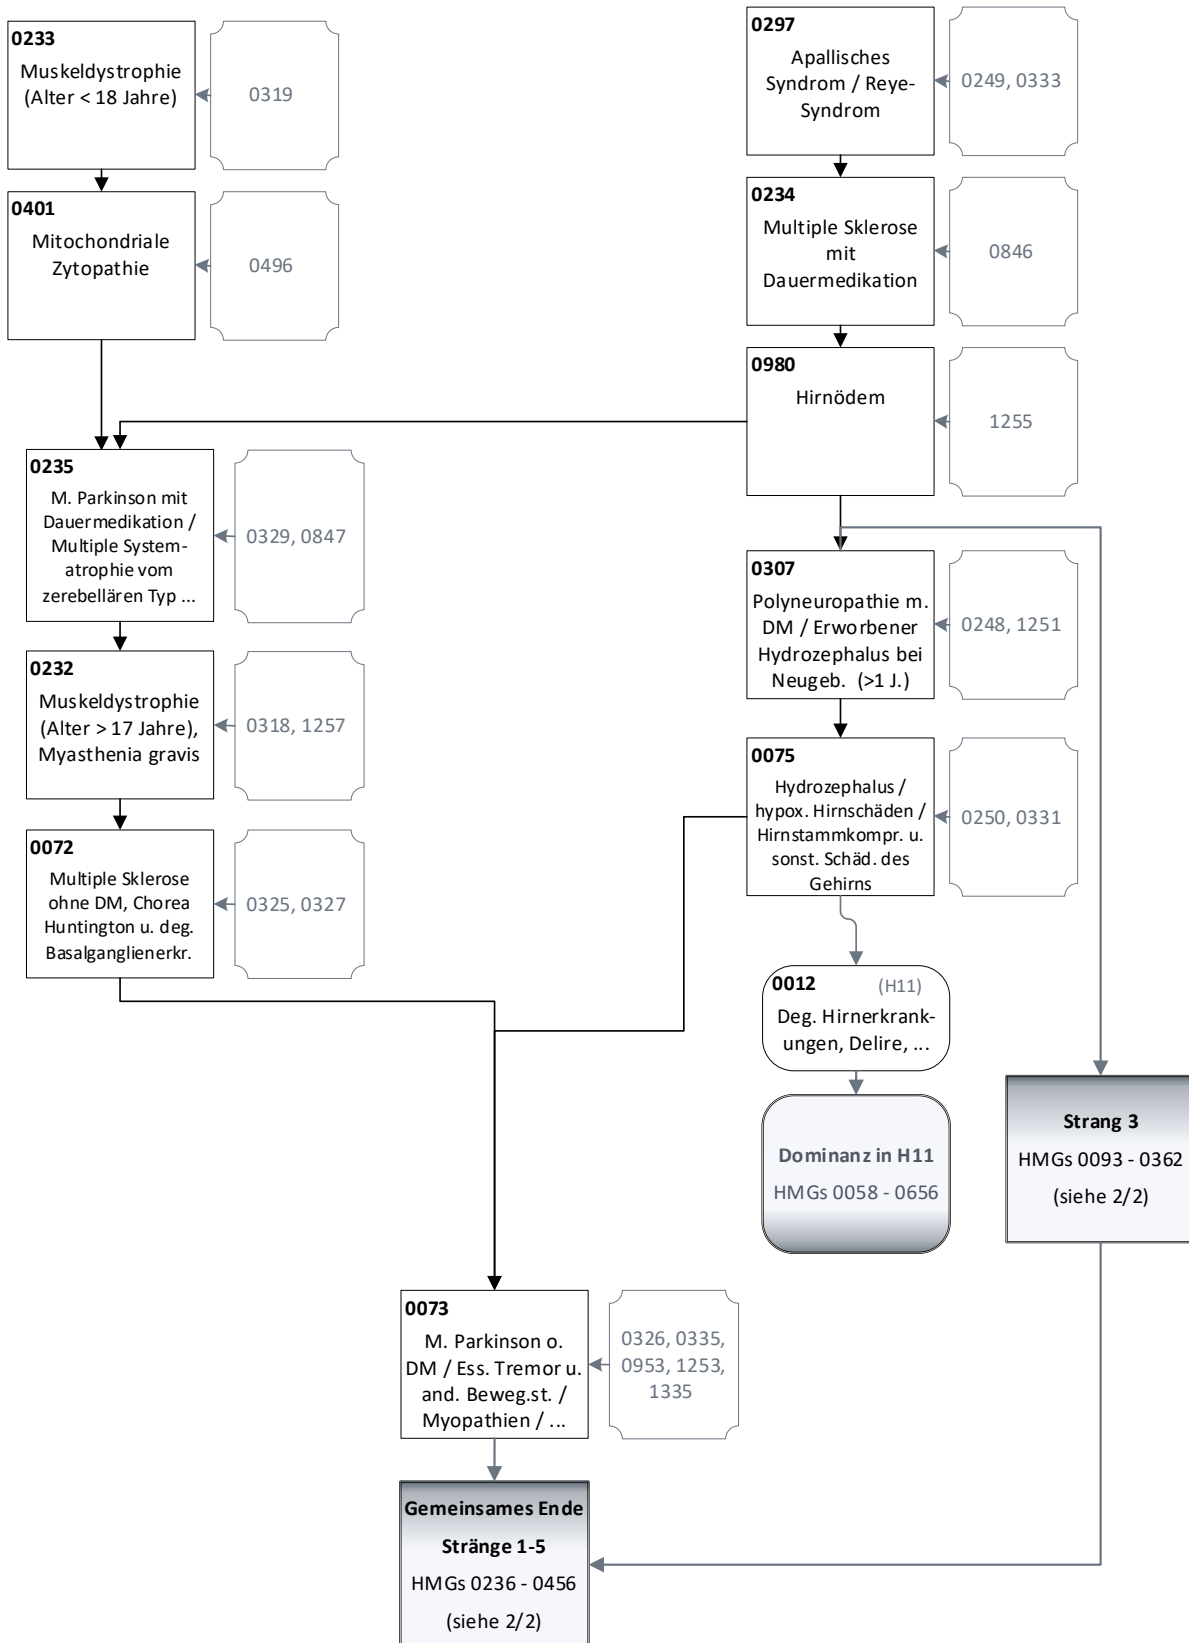 0233
Muskeldystrophie
(Alter < 18 Jahre)
0319
0401
Mitochondriale
Zytopathie
0496
0297
Apallisches
Syndrom / Reye-
Syndrom
0249, 0333
0234
Multiple Sklerose
mit
Dauermedikation
0846
0980
Hirnödem
1255
0235
M. Parkinson mit
Dauermedikation /
Multiple System-
atrophie vom
zerebellären Typ ...
0329, 0847
0232
Muskeldystrophie
(Alter > 17 Jahre),
Myasthenia gravis
0318, 1257
0072
Multiple Sklerose
ohne DM, Chorea
Huntington u. deg.
Basalganglienerkr.
0325, 0327
0307
Polyneuropathie m.
DM / Erworbener
Hydrozephalus bei
Neugeb. (>1 J.)
0248, 1251
0075
Hydrozephalus /
hypox. Hirnschäden /
Hirnstammkompr. u.
sonst. Schäd. des
Gehirns
0250, 0331
0012 (H11)
Deg. Hirnerkrank-
ungen, Delire, ...
Dominanz in H11
HMGs 0058 - 0656
Strang 3
HMGs 0093 - 0362
(siehe 2/2)
0073
M. Parkinson o.
DM / Ess. Tremor u.
and. Beweg.st. /
Myopathien / ...
0326, 0335,
0953, 1253,
1335
Gemeinsames Ende
Stränge 1-5
HMGs 0236 - 0456
(siehe 2/2)